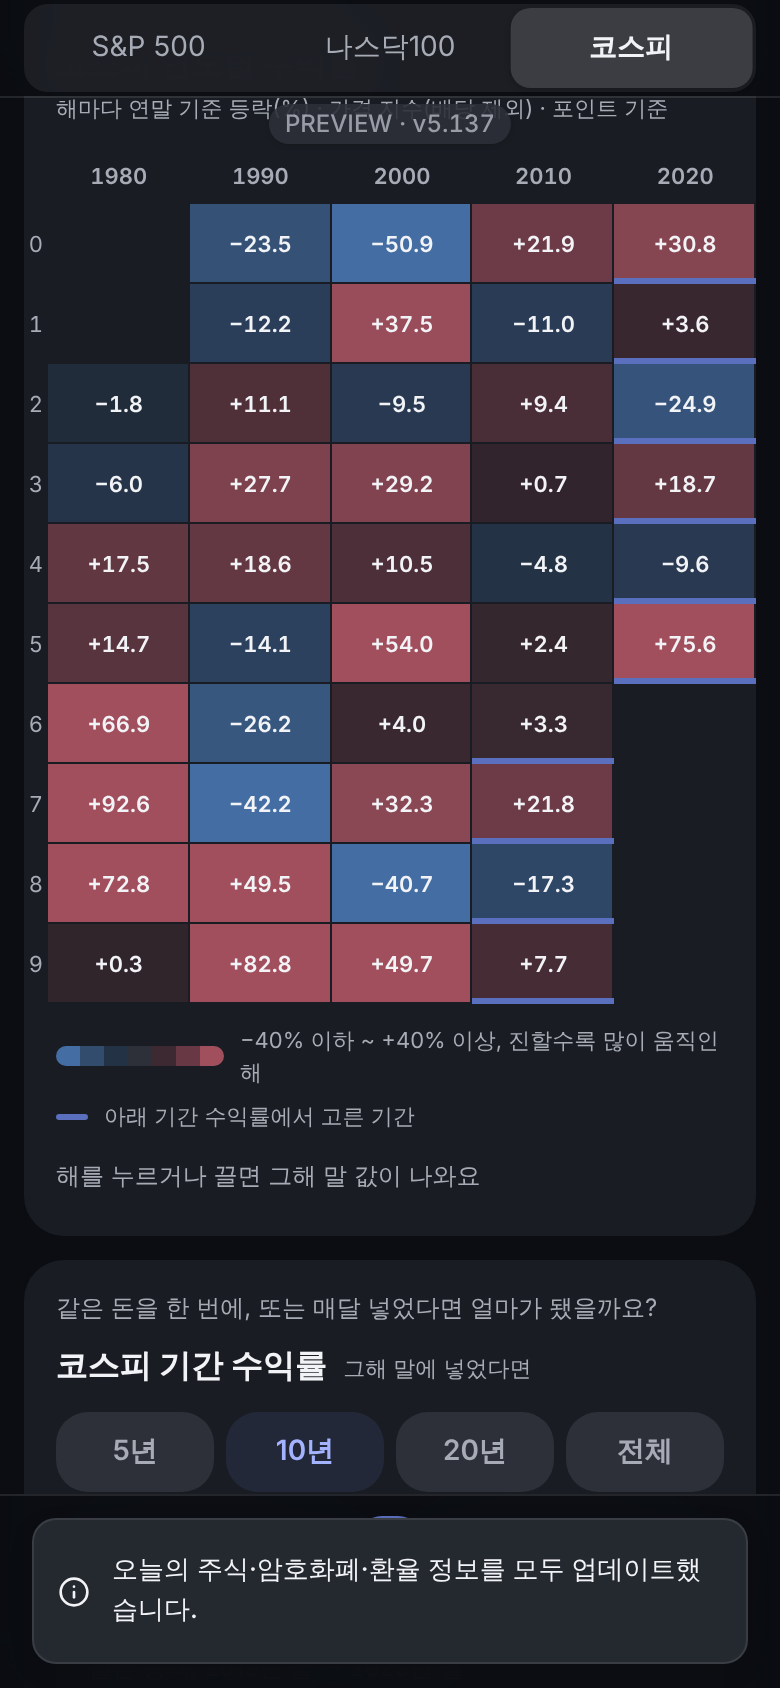 S&P 500 나스닥100 코스피
해마다 연말 기준 등락(%) · 가격 지수(배당 제외) · 포인트 기준
PREVIEW · v5.137
1980 1990 2000 2010 2020
0 −23.5 −50.9 +21.9 +30.8
1 −12.2 +37.5 −11.0 +3.6
2 −1.8 +11.1 −9.5 +9.4 −24.9
3 −6.0 +27.7 +29.2 +0.7 +18.7
4 +17.5 +18.6 +10.5 −4.8 −9.6
5 +14.7 −14.1 +54.0 +2.4 +75.6
6 +66.9 −26.2 +4.0 +3.3
7 +92.6 −42.2 +32.3 +21.8
8 +72.8 +49.5 −40.7 −17.3
9 +0.3 +82.8 +49.7 +7.7
−40% 이하 ~ +40% 이상, 진할수록 많이 움직인
해
아래 기간 수익률에서 고른 기간
해를 누르거나 끌면 그해 말 값이 나와요
같은 돈을 한 번에, 또는 매달 넣었다면 얼마가 됐을까요?
코스피 기간 수익률 그해 말에 넣었다면
5년 10년 20년 전체
오늘의 주식·암호화폐·환율 정보를 모두 업데이트했
습니다.